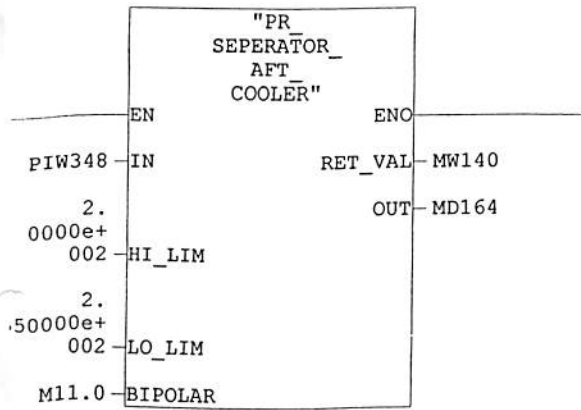 "PR_
SEPERATOR_
AFT_
COOLER"
EN ENO
PIW348 IN RET_VAL MW140
OUT MD164
2.
0000e+
002 HI_LIM
2.
50000e+
002 LO_LIM
M11.0 BIPOLAR